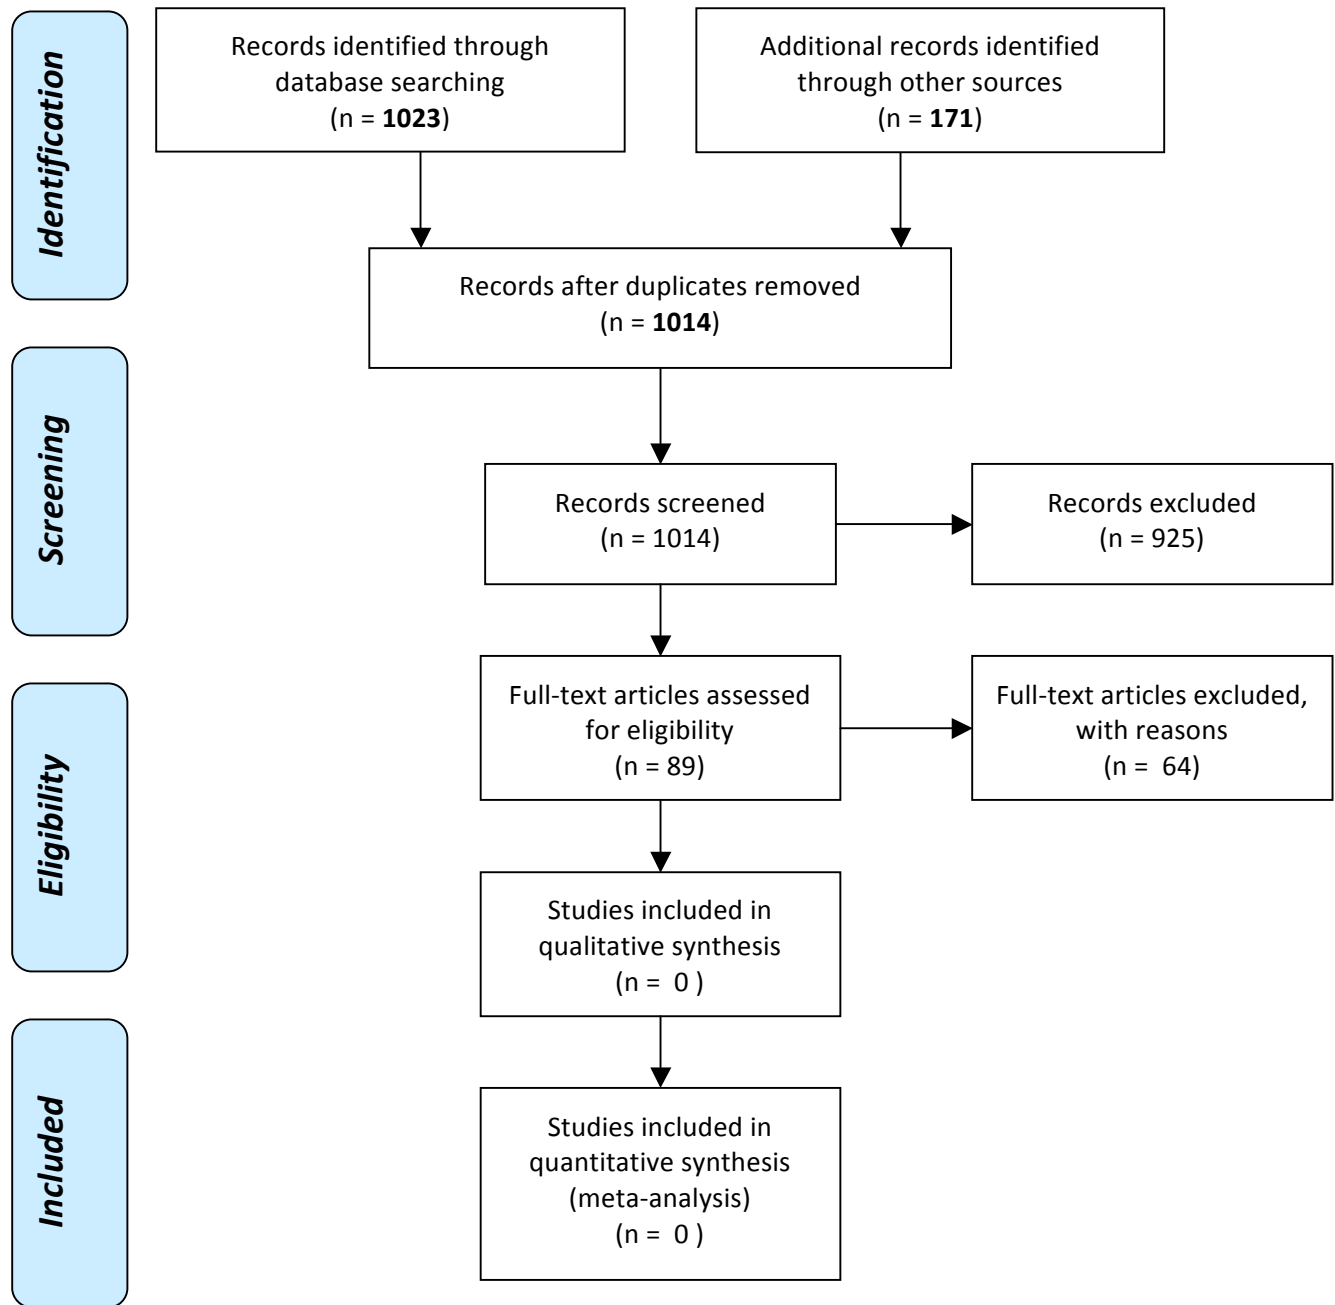 Identification
Records identified through
database searching
(n = 1023)
Additional records identified
through other sources
(n = 171)
Records after duplicates removed
(n = 1014)
Screening
Records screened
(n = 1014)
Records excluded
(n = 925)
Eligibility
Full-text articles assessed
for eligibility
(n = 89)
Full-text articles excluded,
with reasons
(n =  64)
Studies included in
qualitative synthesis
(n =  0 )
Included
Studies included in
quantitative synthesis
(meta-analysis)
(n =  0 )